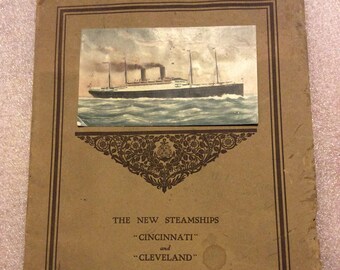 THE NEW STEAMSHIPS
"CINCINNATI"
and
"CLEVELAND"